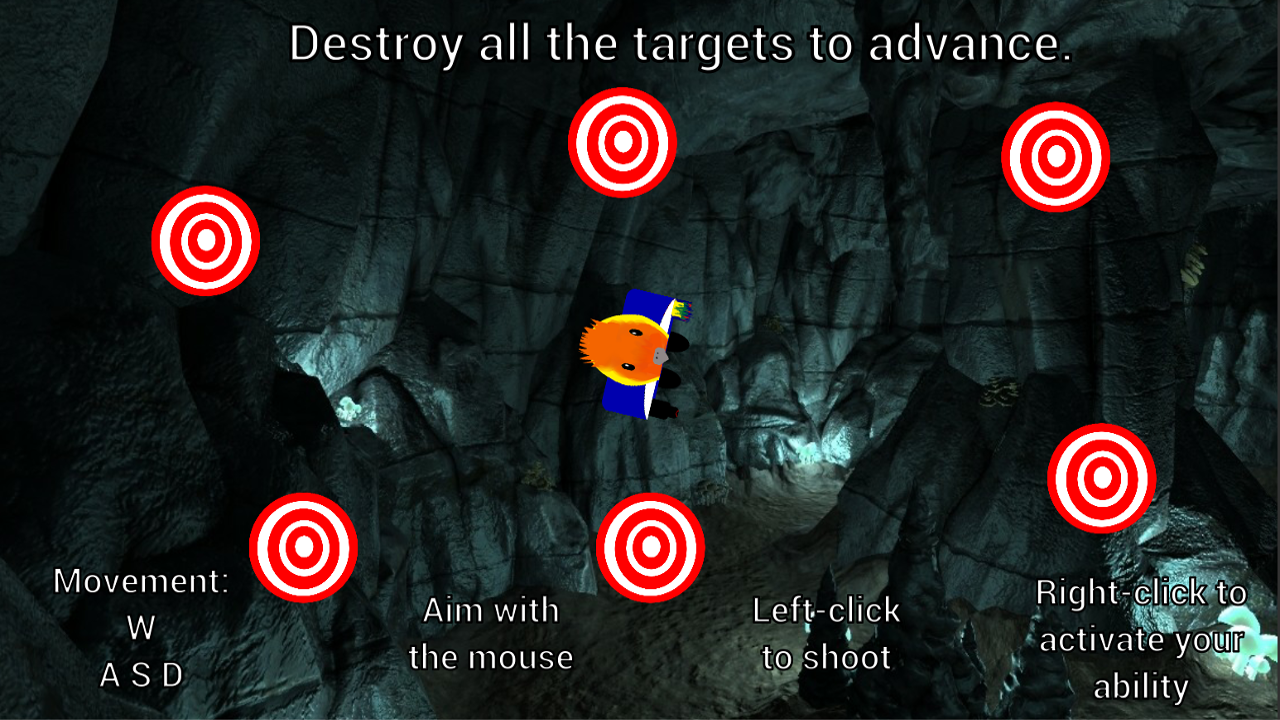 Destroy all the targets to advance.
Movement:
W
A S D
Aim with
the mouse
Left-click
to shoot
Right-click to
activate your
ability